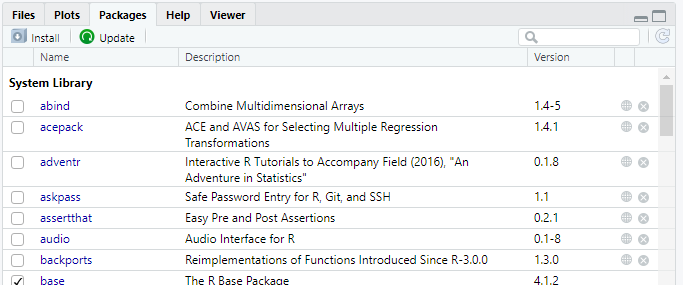 Files Plots Packages Help Viewer
Install Update
Name Description Version
System Library
abind Combine Multidimensional Arrays 1.4-5
acepack ACE and AVAS for Selecting Multiple Regression 1.4.1
Transformations
adventr Interactive R Tutorials to Accompany Field (2016), "An 0.1.8
Adventure in Statistics"
askpass Safe Password Entry for R, Git, and SSH 1.1
assertthat Easy Pre and Post Assertions 0.2.1
audio Audio Interface for R 0.1-8
backports Reimplementations of Functions Introduced Since R-3.0.0 1.3.0
base The R Base Package 4.1.2